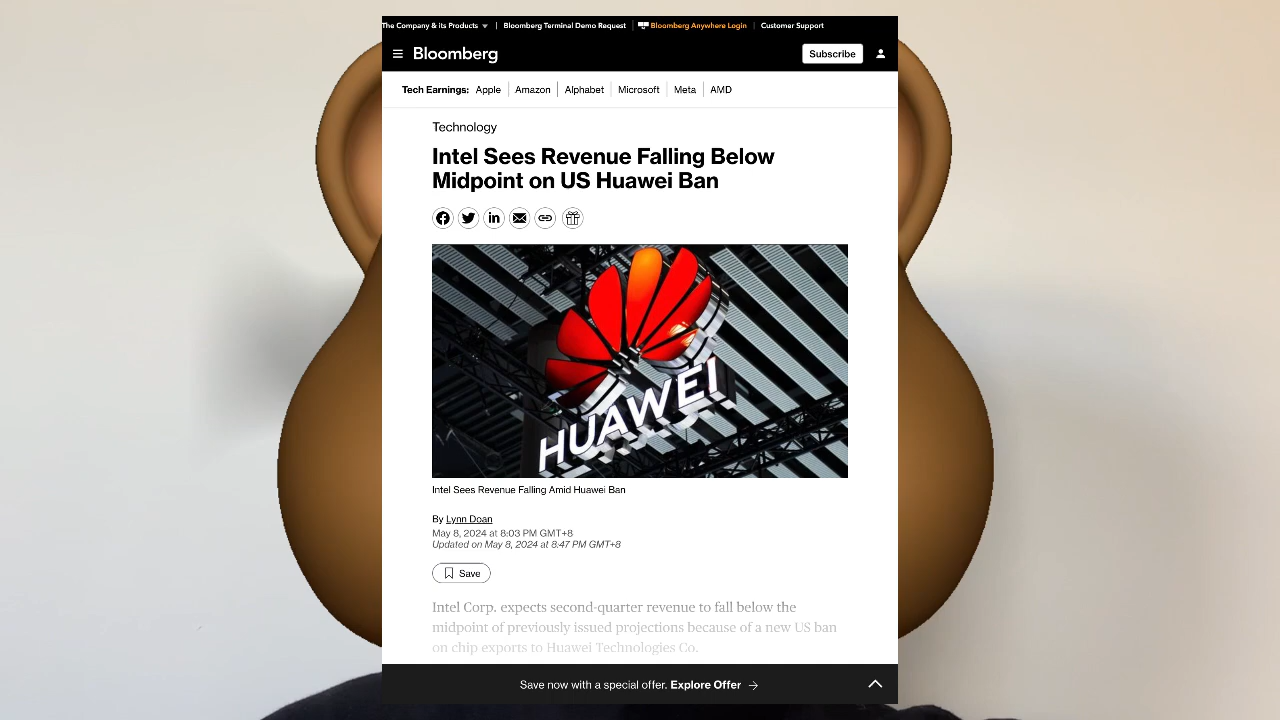 The Company & its Products
Bloomberg Terminal Demo Request
Bloomberg Anywhere Login
Customer Support
Bloomberg
Subscribe
Tech Earnings: Apple Amazon Alphabet Microsoft Meta AMD
Technology
Intel Sees Revenue Falling Below
Midpoint on US Huawei Ban
HUAWEI
Intel Sees Revenue Falling Amid Huawei Ban
By Lynn Doan
May 8, 2024 at 8:03 PM GMT+8
Updated on May 8, 2024 at 8:47 PM GMT+8
Save
Intel Corp. expects second-quarter revenue to fall below the
midpoint of previously issued projections because of a new US ban
on chip exports to Huawei Technologies Co.
Save now with a special offer. Explore Offer